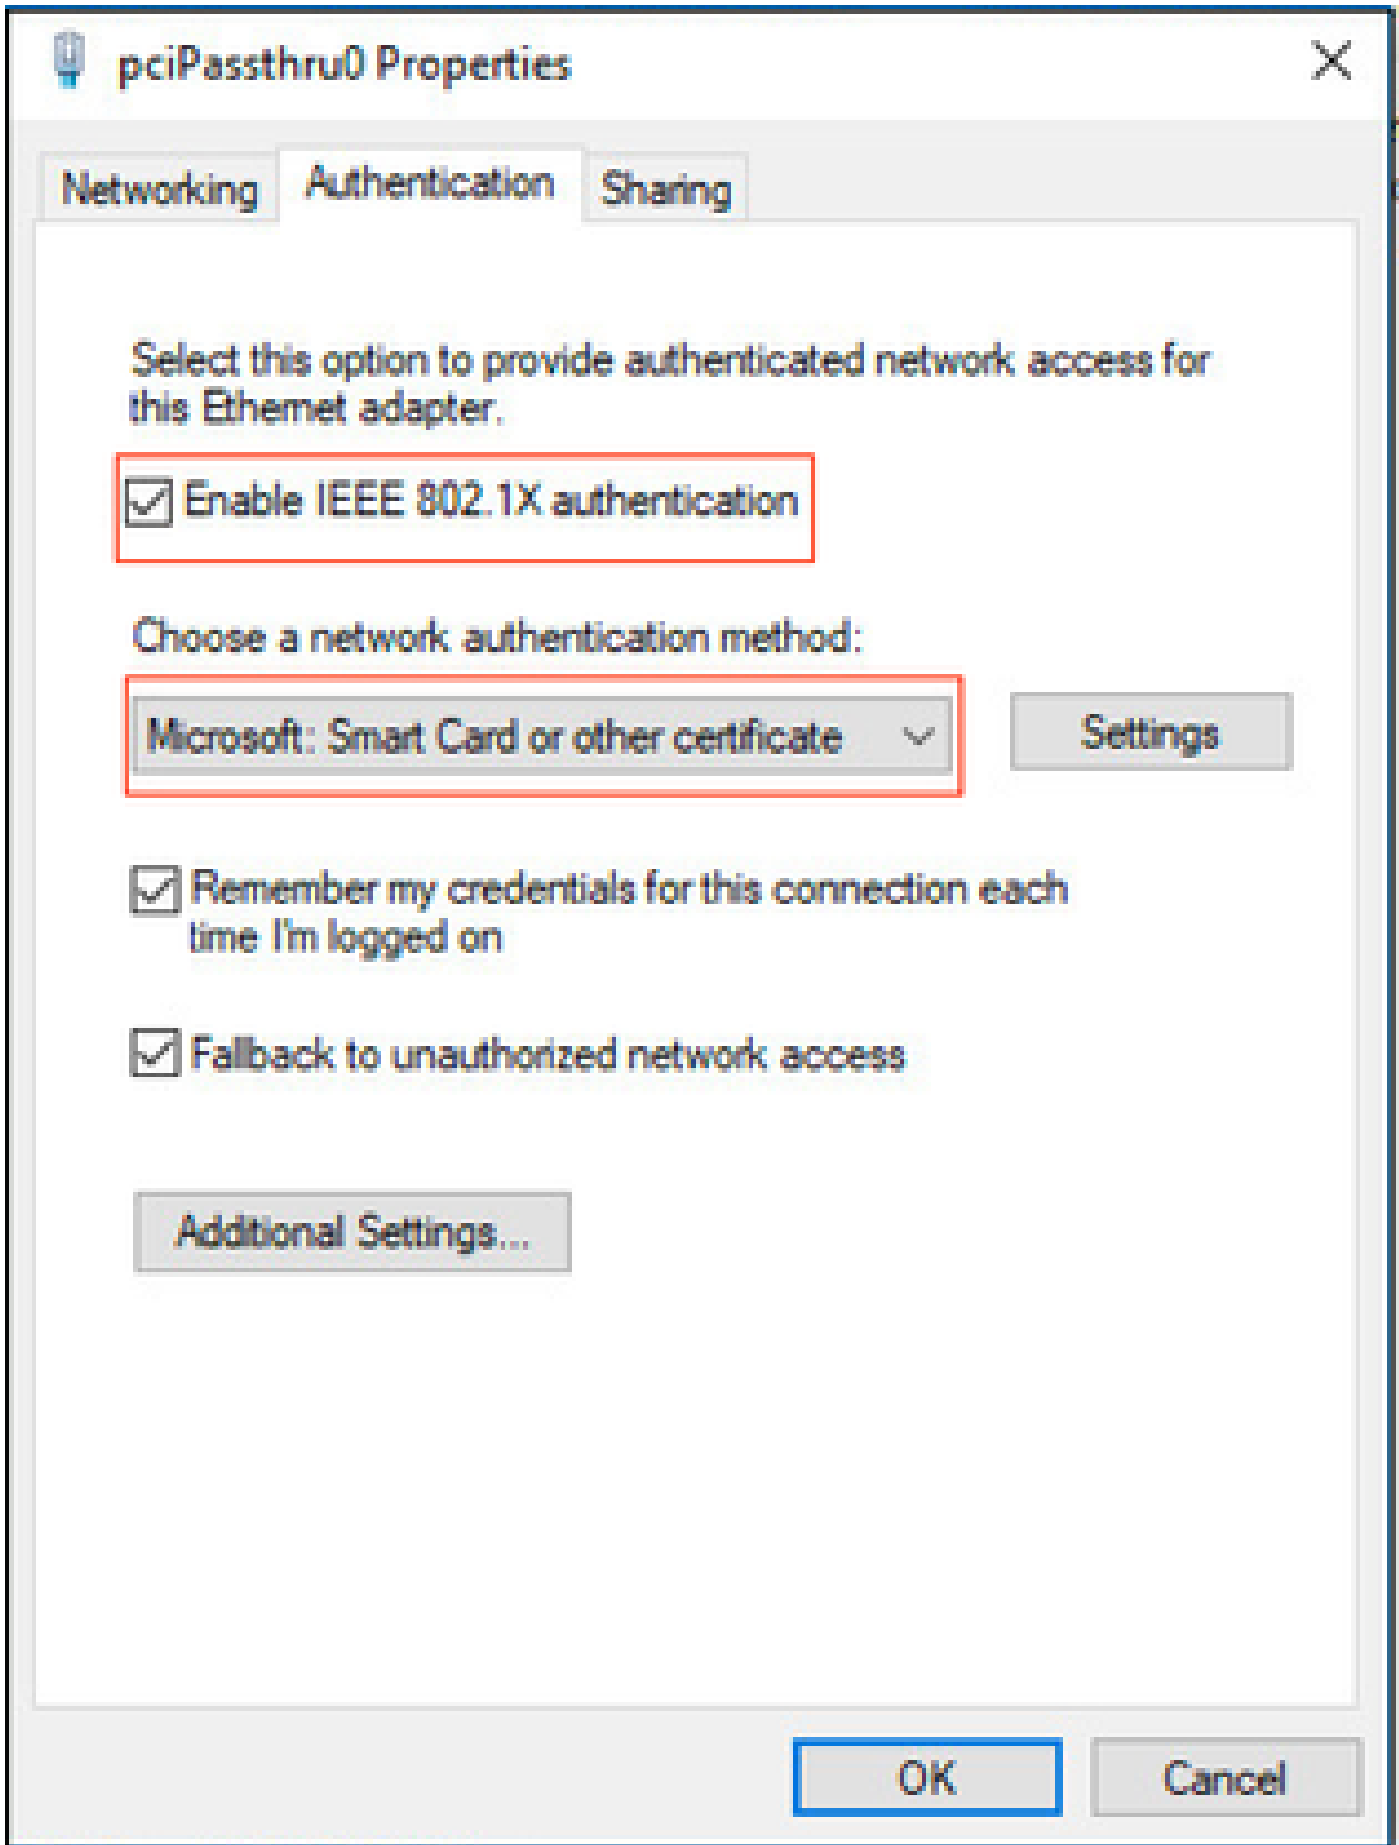 pciPassthru0 Properties
Networking
Authentication
Sharing
Select this option to provide authenticated network access for
this Ethernet adapter.
Enable IEEE 802.1X authentication
Choose a network authentication method:
Microsoft: Smart Card or other certificate
Settings
Remember my credentials for this connection each
time I'm logged on
Fallback to unauthorized network access
Additional Settings...
OK
Cancel